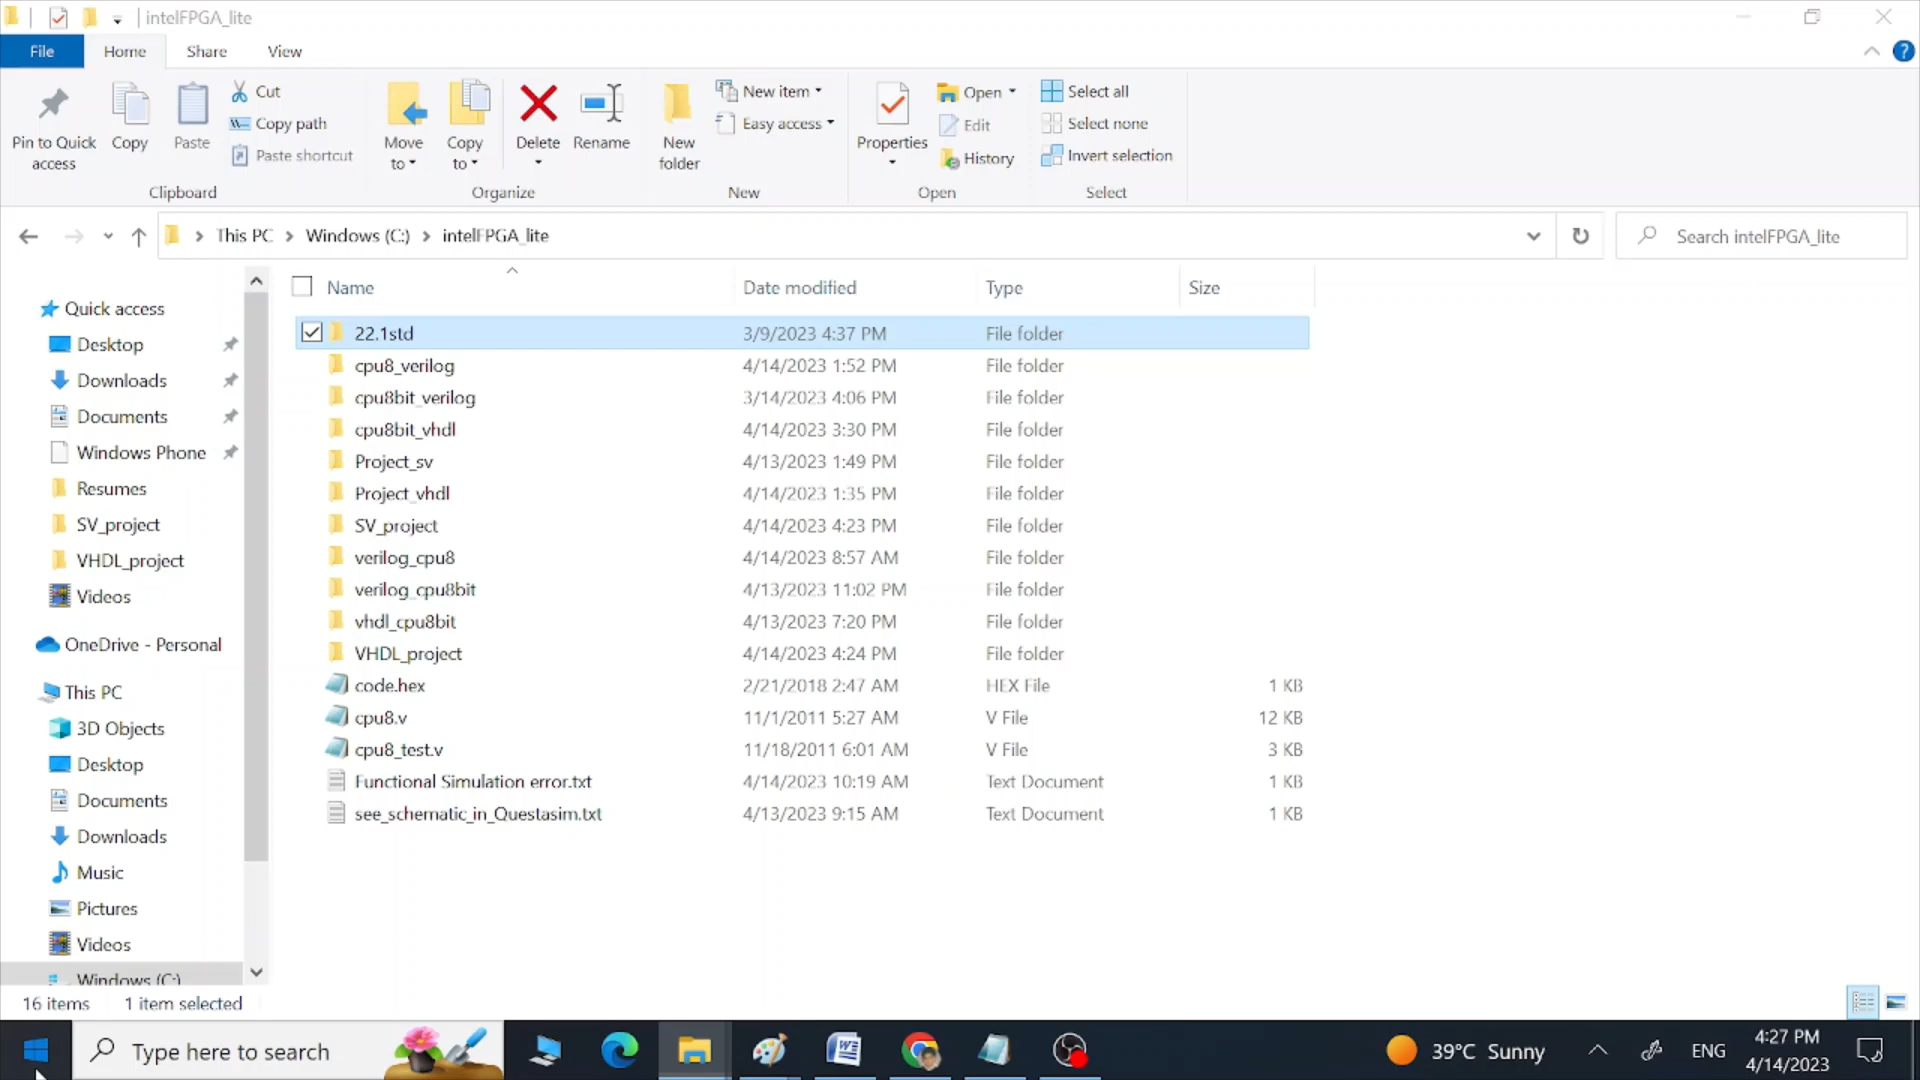 intelFPGA_lite
File Home Share View
Pin to Quick access
Copy
Paste
Cut
Copy path
Paste shortcut
Clipboard
Move to
Copy to
Delete
Rename
Organize
New folder
New item
Easy access
New
Properties
Open
Edit
History
Open
Select all
Select none
Invert selection
Select
This PC > Windows (C:) > intelFPGA_lite
Search intelFPGA_lite
Quick access
Desktop
Downloads
Documents
Windows Phone
Resumes
SV_project
VHDL_project
Videos
OneDrive - Personal
This PC
3D Objects
Desktop
Documents
Downloads
Music
Pictures
Videos
Windows (C:)
Name Date modified Type Size
22.1std 3/9/2023 4:37 PM File folder
cpu8_verilog 4/14/2023 1:52 PM File folder
cpu8bit_verilog 3/14/2023 4:06 PM File folder
cpu8bit_vhdl 4/14/2023 3:30 PM File folder
Project_sv 4/13/2023 1:49 PM File folder
Project_vhdl 4/14/2023 1:35 PM File folder
SV_project 4/14/2023 4:23 PM File folder
verilog_cpu8 4/14/2023 8:57 AM File folder
verilog_cpu8bit 4/13/2023 11:02 PM File folder
vhdl_cpu8bit 4/13/2023 7:20 PM File folder
VHDL_project 4/14/2023 4:24 PM File folder
code.hex 2/21/2018 2:47 AM HEX File 1 KB
cpu8.v 11/1/2011 5:27 AM V File 12 KB
cpu8_test.v 11/18/2011 6:01 AM V File 3 KB
Functional Simulation error.txt 4/14/2023 10:19 AM Text Document 1 KB
see_schematic_in_Questasim.txt 4/13/2023 9:15 AM Text Document 1 KB
16 items 1 item selected
Type here to search
39°C Sunny
ENG
4:27 PM
4/14/2023